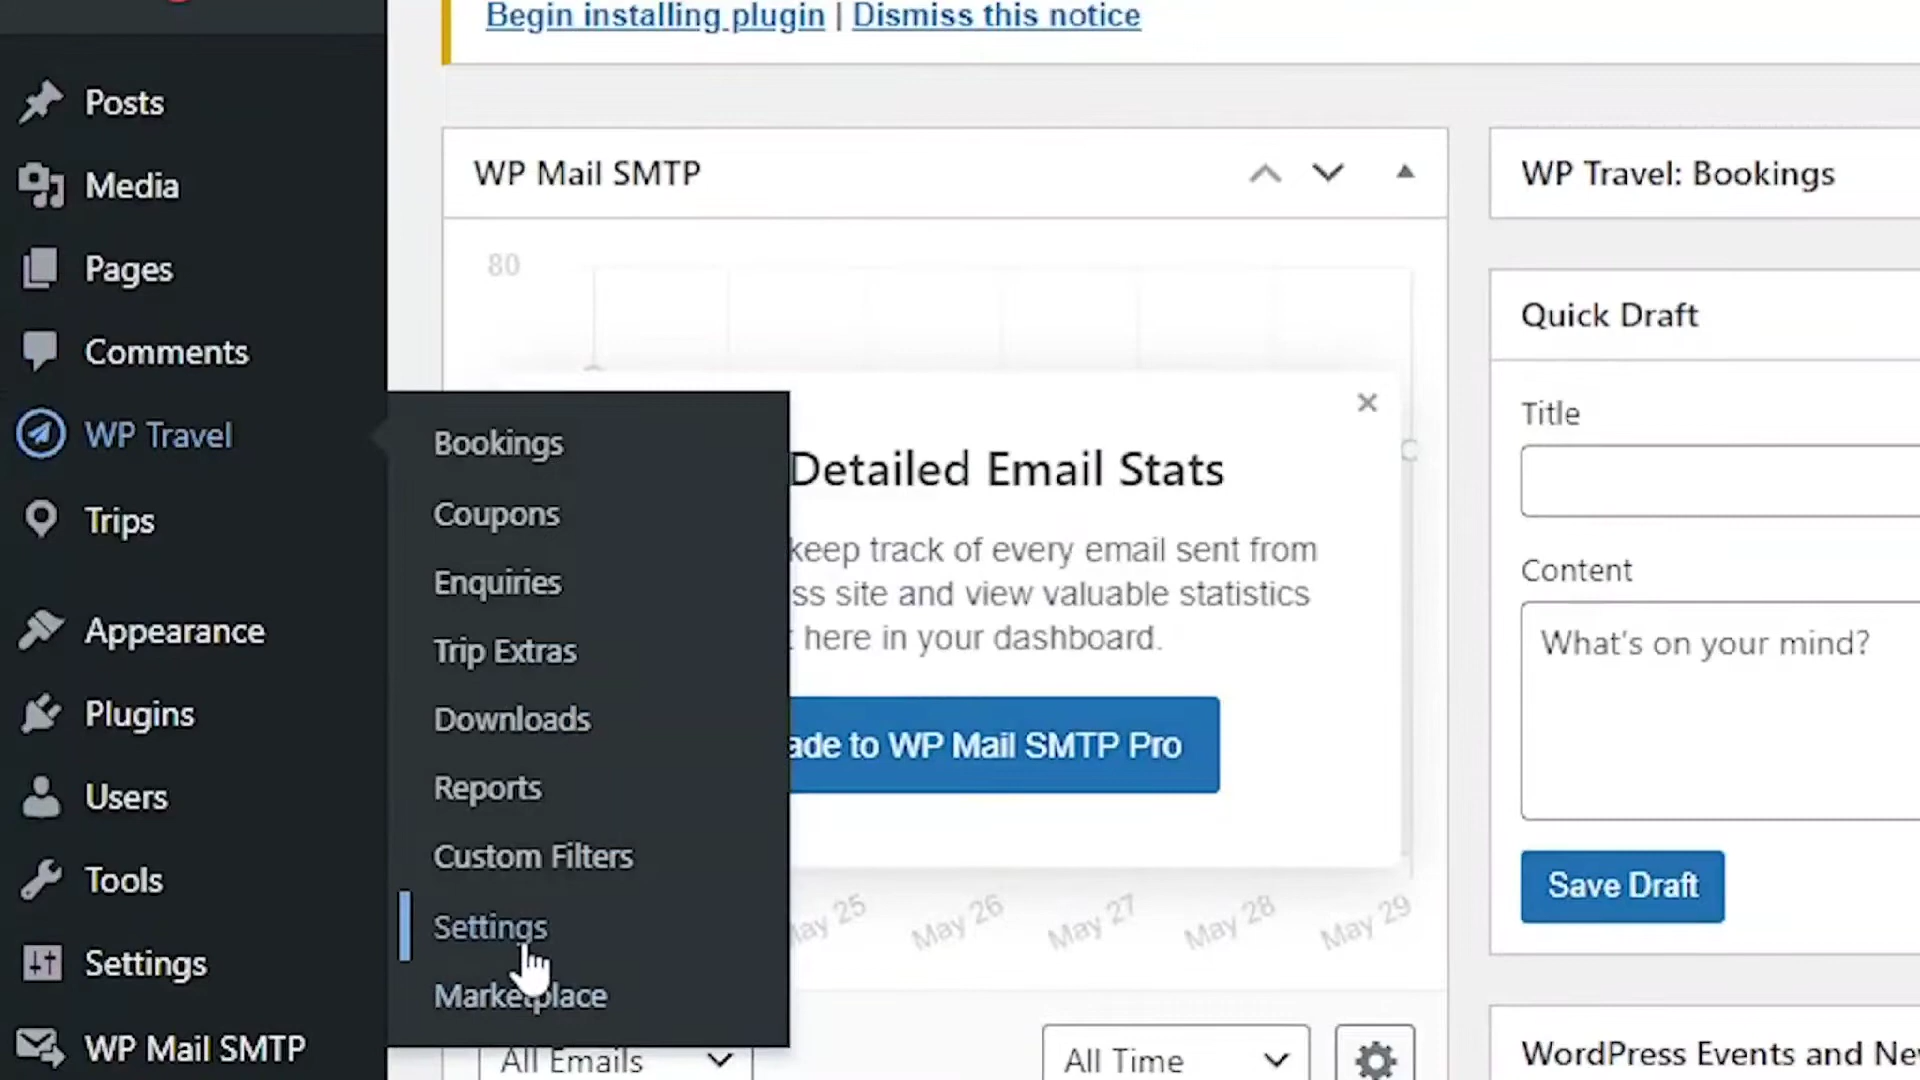 Begin installing plugin | Dismiss this notice
Posts
Media
Pages
Comments
WP Travel
Trips
Appearance
Plugins
Users
Tools
Settings
WP Mail SMTP
Bookings
Coupons
Enquiries
Trip Extras
Downloads
Reports
Custom Filters
Settings
Marketplace
WP Mail SMTP
80
Detailed Email Stats
keep track of every email sent from
ss site and view valuable statistics
here in your dashboard.
ade to WP Mail SMTP Pro
May 25
May 26
May 27
May 28
May 29
All Emails
All Time
WP Travel: Bookings
Quick Draft
Title
Content
What's on your mind?
Save Draft
WordPress Events and Ne